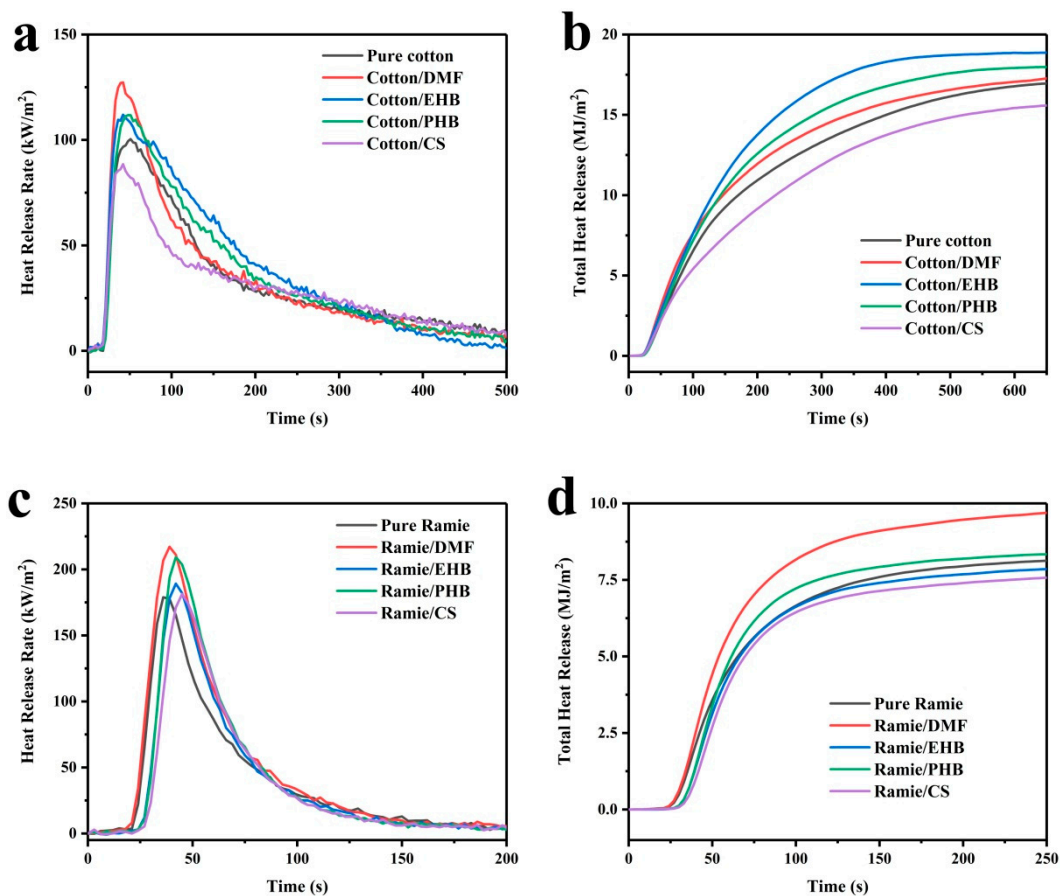 a
Heat Release Rate (kW/m²)
150
100
50
0
Pure cotton
Cotton/DMF
Cotton/EHB
Cotton/PHB
Cotton/CS
0 100 200 300 400 500
Time (s)
b
Total Heat Release (MJ/m²)
20
15
10
5
0
Pure cotton
Cotton/DMF
Cotton/EHB
Cotton/PHB
Cotton/CS
0 100 200 300 400 500 600
Time (s)
c
Heat Release Rate (kW/m²)
250
200
150
100
50
0
Pure Ramie
Ramie/DMF
Ramie/EHB
Ramie/PHB
Ramie/CS
0 50 100 150 200
Time (s)
d
Total Heat Release (MJ/m²)
10.0
7.5
5.0
2.5
0.0
Pure Ramie
Ramie/DMF
Ramie/EHB
Ramie/PHB
Ramie/CS
0 50 100 150 200 250
Time (s)